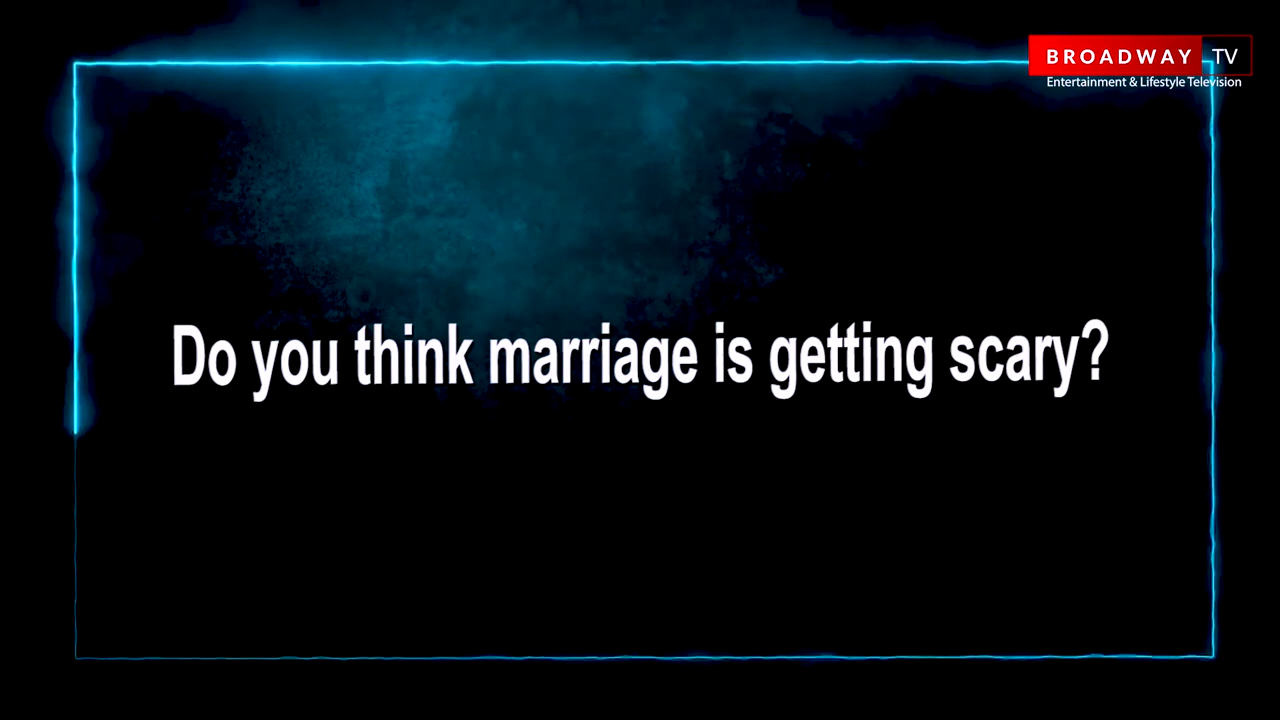 BROADWAY TV
Entertainment & Lifestyle Television
Do you think marriage is getting scary?